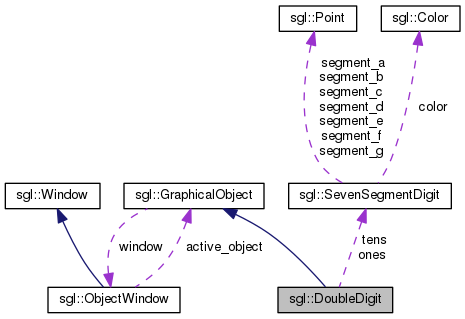 sgl::Point
sgl::Color
segment_a
segment_b
segment_c
segment_d
segment_e
segment_f
segment_g
color
sgl::Window
sgl::GraphicalObject
sgl::SevenSegmentDigit
window
active_object
tens
ones
sgl::ObjectWindow
sgl::DoubleDigit